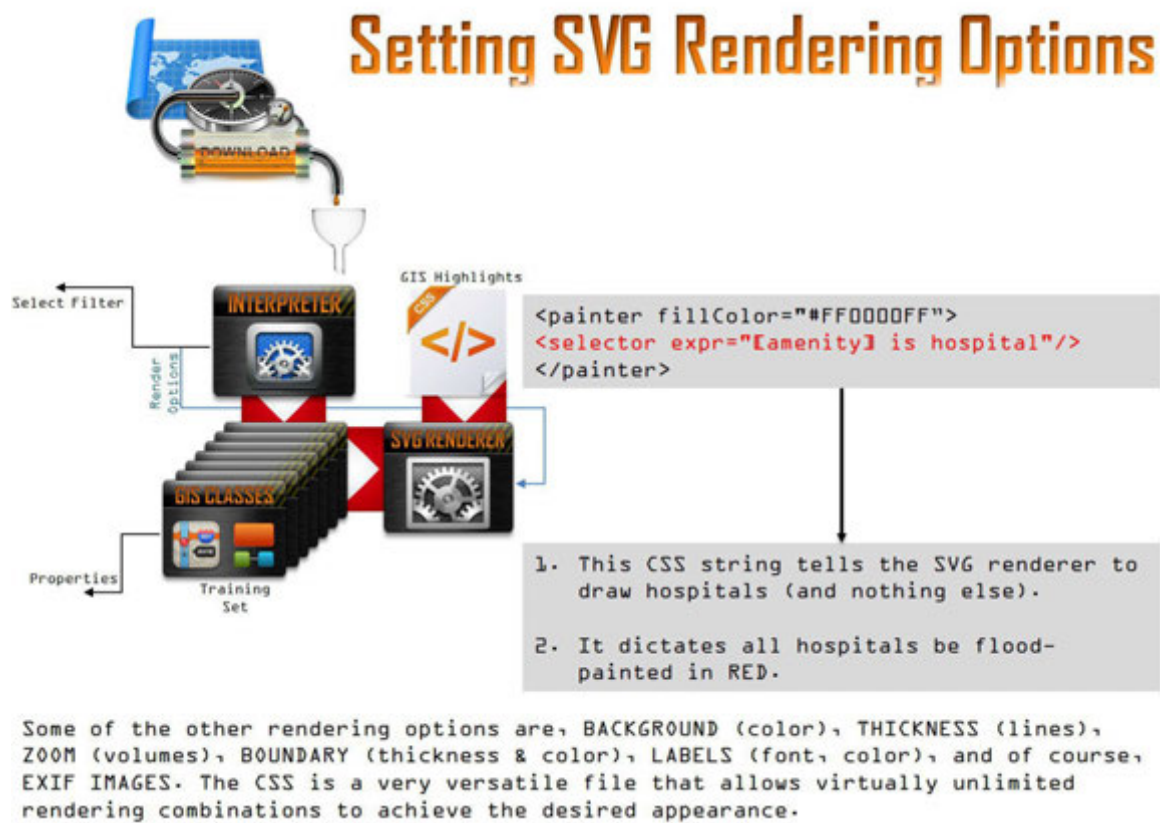 Setting SVG Rendering Options
DOWNLOAD
GIS Highlights
Select Filter
INTERPRETER
CSS
</>
<painter fillColor="#FF0000FF">
<selector expr="[amenity] is hospital"/>
</painter>
Render
Options
SVG RENDERER
GIS CLASSES
Properties
Training
Set
1. This CSS string tells the SVG renderer to
draw hospitals (and nothing else).
2. It dictates all hospitals be flood-
painted in RED.
Some of the other rendering options are, BACKGROUND (color), THICKNESS (lines),
ZOOM (volumes), BOUNDARY (thickness & color), LABELS (font, color), and of course,
EXIF IMAGES. The CSS is a very versatile file that allows virtually unlimited
rendering combinations to achieve the desired appearance.